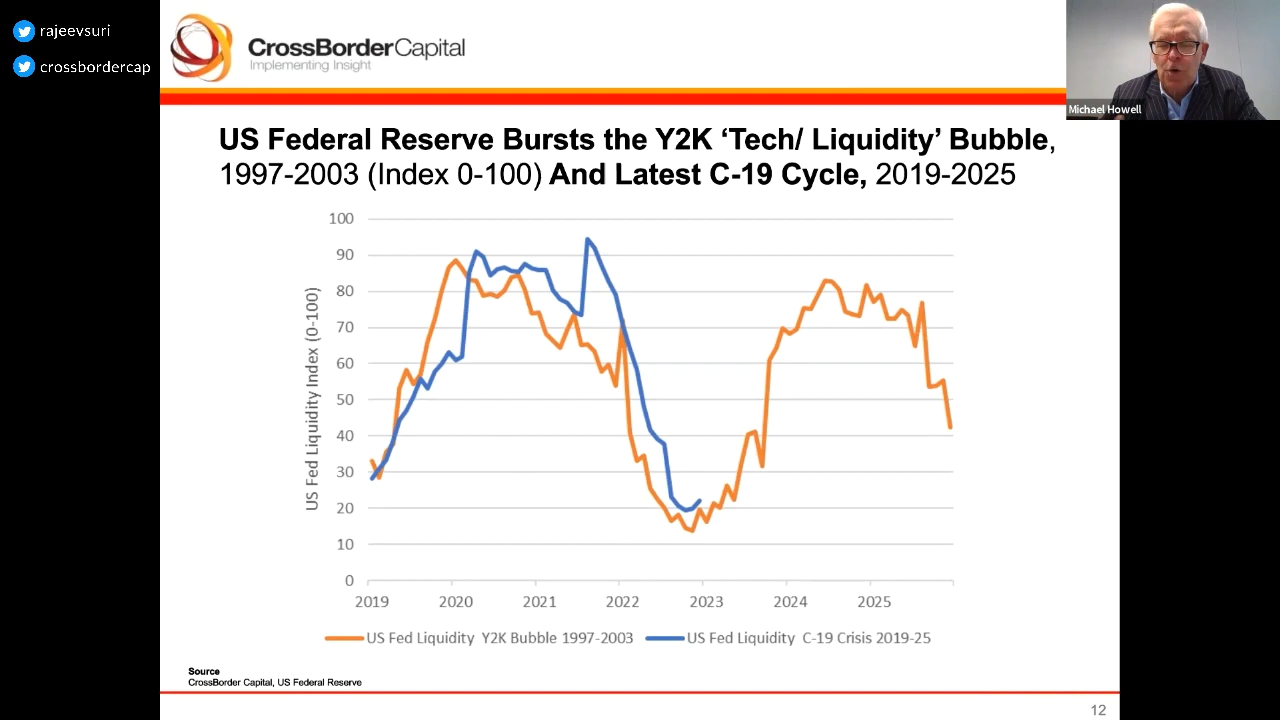 rajeevsuri
crossbordercap
CrossBorderCapital
Implementing Insight
Michael Howell
US Federal Reserve Bursts the Y2K ‘Tech/ Liquidity’ Bubble,
1997-2003 (Index 0-100) And Latest C-19 Cycle, 2019-2025
US Fed Liquidity Index (0-100)
100
90
80
70
60
50
40
30
20
10
0
2019 2020 2021 2022 2023 2024 2025
US Fed Liquidity Y2K Bubble 1997-2003 US Fed Liquidity C-19 Crisis 2019-25
Source
CrossBorder Capital, US Federal Reserve
12